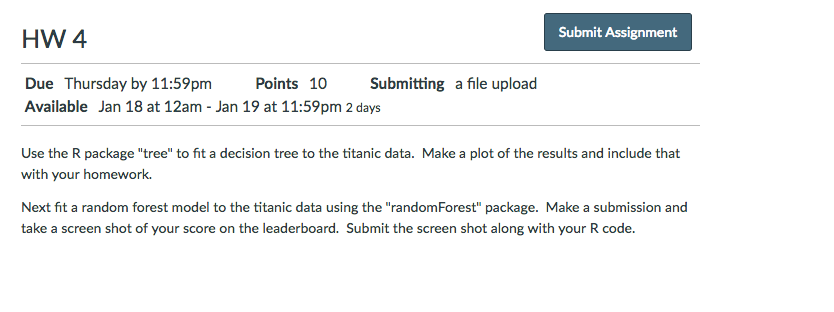 HW 4
Submit Assignment
Due Thursday by 11:59pm Points 10 Submitting a file upload
Available Jan 18 at 12am - Jan 19 at 11:59pm 2 days
Use the R package "tree" to fit a decision tree to the titanic data. Make a plot of the results and include that
with your homework.
Next fit a random forest model to the titanic data using the "randomForest" package. Make a submission and
take a screen shot of your score on the leaderboard. Submit the screen shot along with your R code.